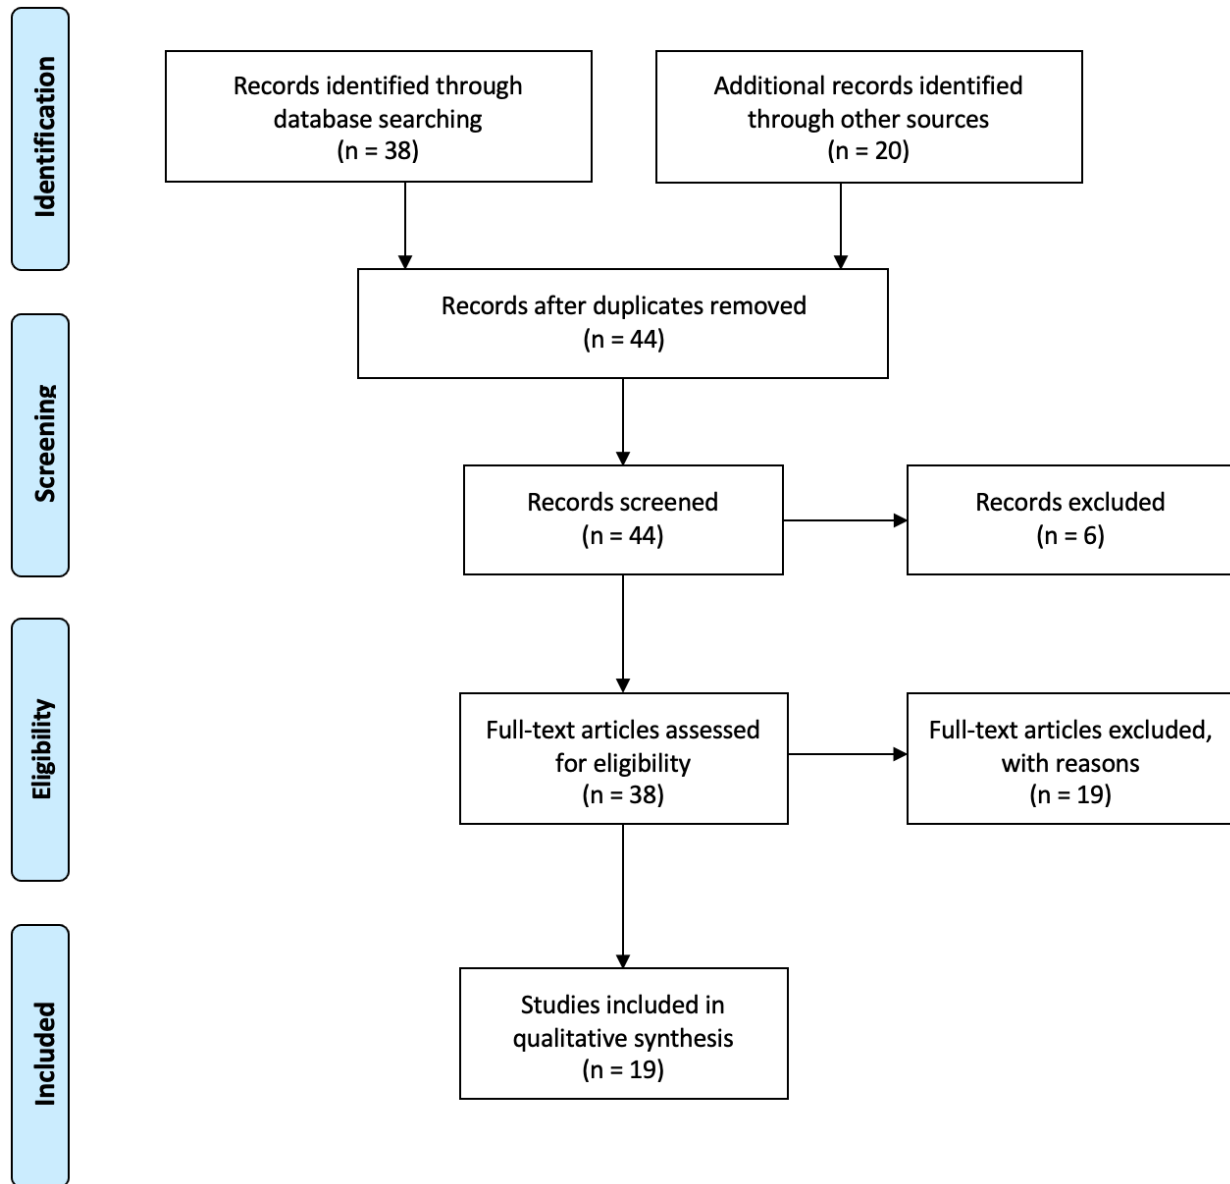 Identification
Records identified through
database searching
(n = 38)
Additional records identified
through other sources
(n = 20)
Records after duplicates removed
(n = 44)
Screening
Records screened
(n = 44)
Records excluded
(n = 6)
Eligibility
Full-text articles assessed
for eligibility
(n = 38)
Full-text articles excluded,
with reasons
(n = 19)
Included
Studies included in
qualitative synthesis
(n = 19)